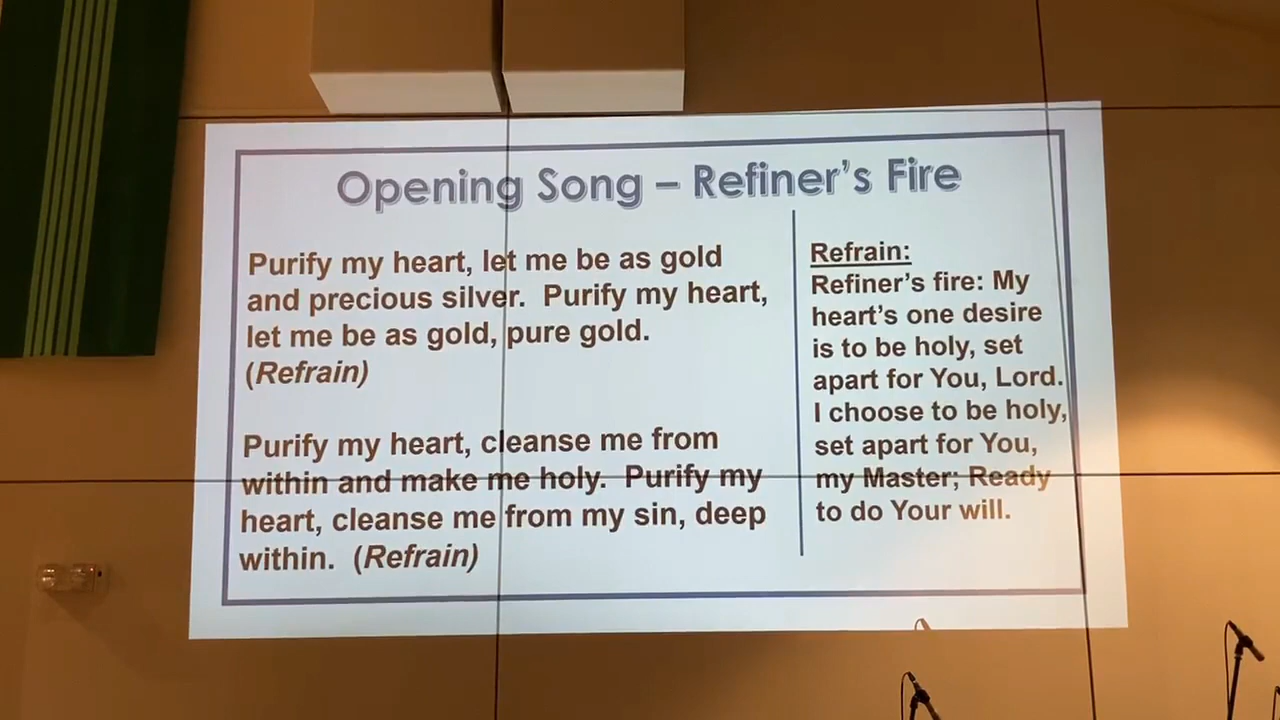 Opening Song – Refiner's Fire
Purify my heart, let me be as gold
and precious silver.  Purify my heart,
let me be as gold, pure gold.
(Refrain)
Purify my heart, cleanse me from
within and make me holy.  Purify my
heart, cleanse me from my sin, deep
within.  (Refrain)
Refrain:
Refiner's fire: My
heart's one desire
is to be holy, set
apart for You, Lord.
I choose to be holy,
set apart for You,
my Master; Ready
to do Your will.